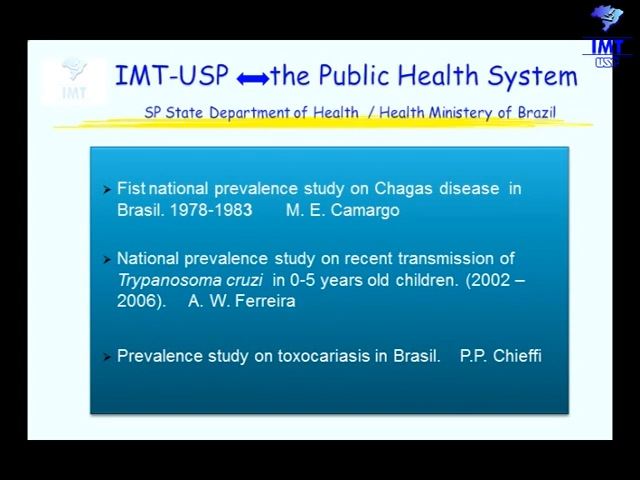 IMT
USP
IMT
IMT-USP ⟷ the Public Health System
SP State Department of Health / Health Ministery of Brazil
➤ Fist national prevalence study on Chagas disease in
Brasil. 1978-1983 M. E. Camargo
➤ National prevalence study on recent transmission of
Trypanosoma cruzi in 0-5 years old children. (2002 –
2006). A. W. Ferreira
➤ Prevalence study on toxocariasis in Brasil. P.P. Chieffi